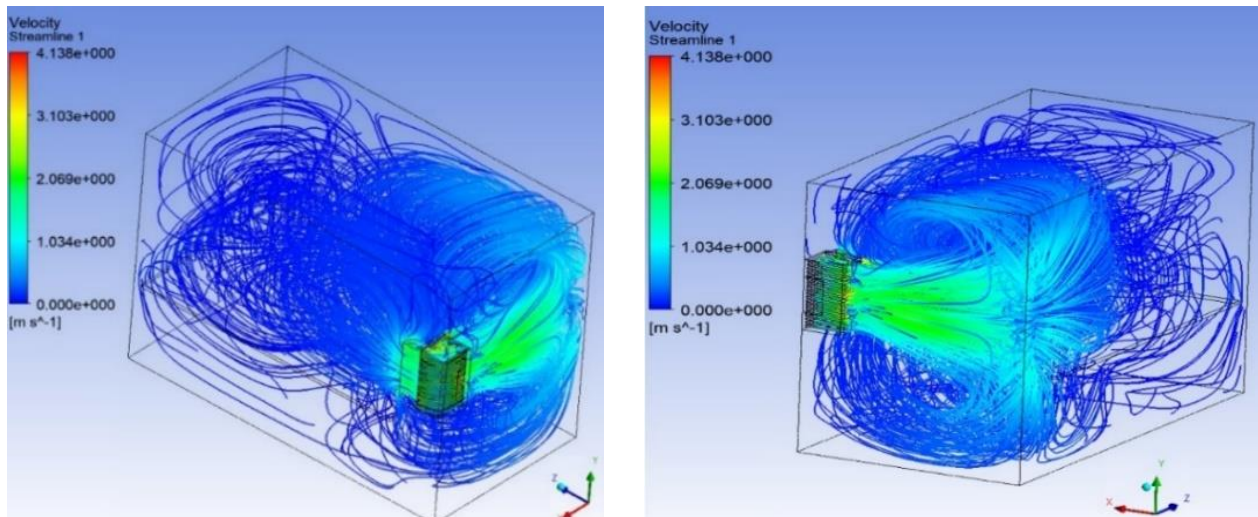 Velocity
Streamline 1
4.138e+000
3.103e+000
2.069e+000
1.034e+000
0.000e+000
[m s^-1]
Y
Z
Velocity
Streamline 1
4.138e+000
3.103e+000
2.069e+000
1.034e+000
0.000e+000
[m s^-1]
Y
X
Z